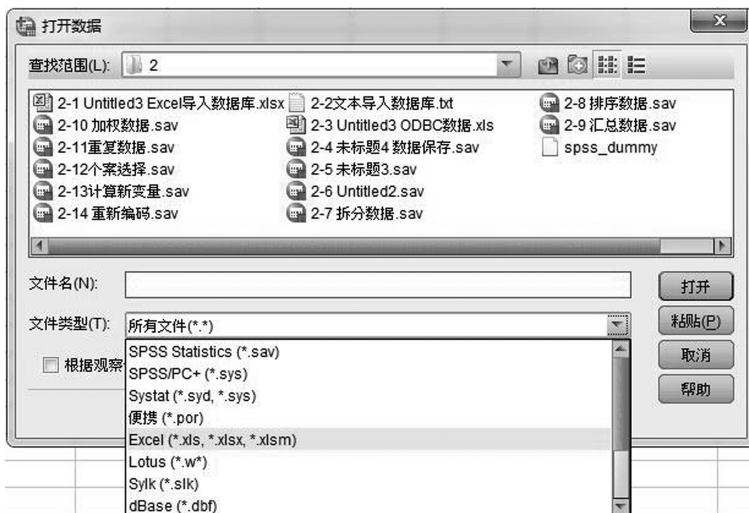 打开数据
查找范围(L): 2
2-1 Untitled3 Excel导入数据库.xlsx
2-10 加权数据.sav
2-11重复数据.sav
2-12个案选择.sav
2-13计算新变量.sav
2-14 重新编码.sav
2-2文本导入数据库.txt
2-3 Untitled3 ODBC数据.xls
2-4 未标题4 数据保存.sav
2-5 未标题3.sav
2-6 Untitled2.sav
2-7 拆分数据.sav
2-8 排序数据.sav
2-9 汇总数据.sav
spss_dummy
文件名(N):
打开
文件类型(T): 所有文件(*.*)
粘贴(P)
根据观察
取消
帮助
SPSS Statistics (*.sav)
SPSS/PC+ (*.sys)
Systat (*.syd, *.sys)
便携 (*.por)
Excel (*.xls, *.xlsx, *.xlsm)
Lotus (*.w*)
Sylk (*.slk)
dBase (*.dbf)